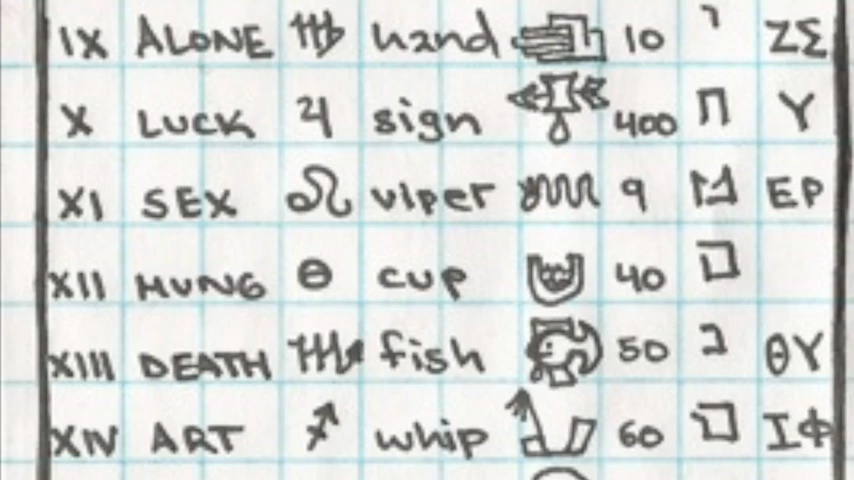 IX ALONE ♍ hand 10 י ΖΣ
X LUCK ♃ sign 400 ת Υ
XI SEX ♌ viper 9 ט ΕΡ
XII HUNG Θ cup 40
XIII DEATH ♏ fish 50 נ ΘΥ
XIV ART ♐ whip 60 ΙΦ